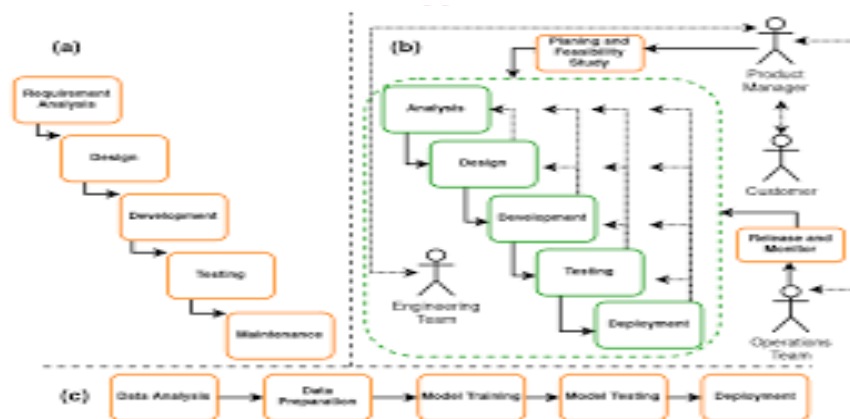 (a)
Requirement
Analysis
Design
Development
Testing
Maintenance
(b)
Planing and
Feasibility
Study
Product
Manager
Analysis
Design
Development
Testing
Deployment
Engineering
Team
Customer
Release and
Monitor
Operations
Team
(c)
Data Analysis
Data
Preparation
Model Training
Model Testing
Deployment